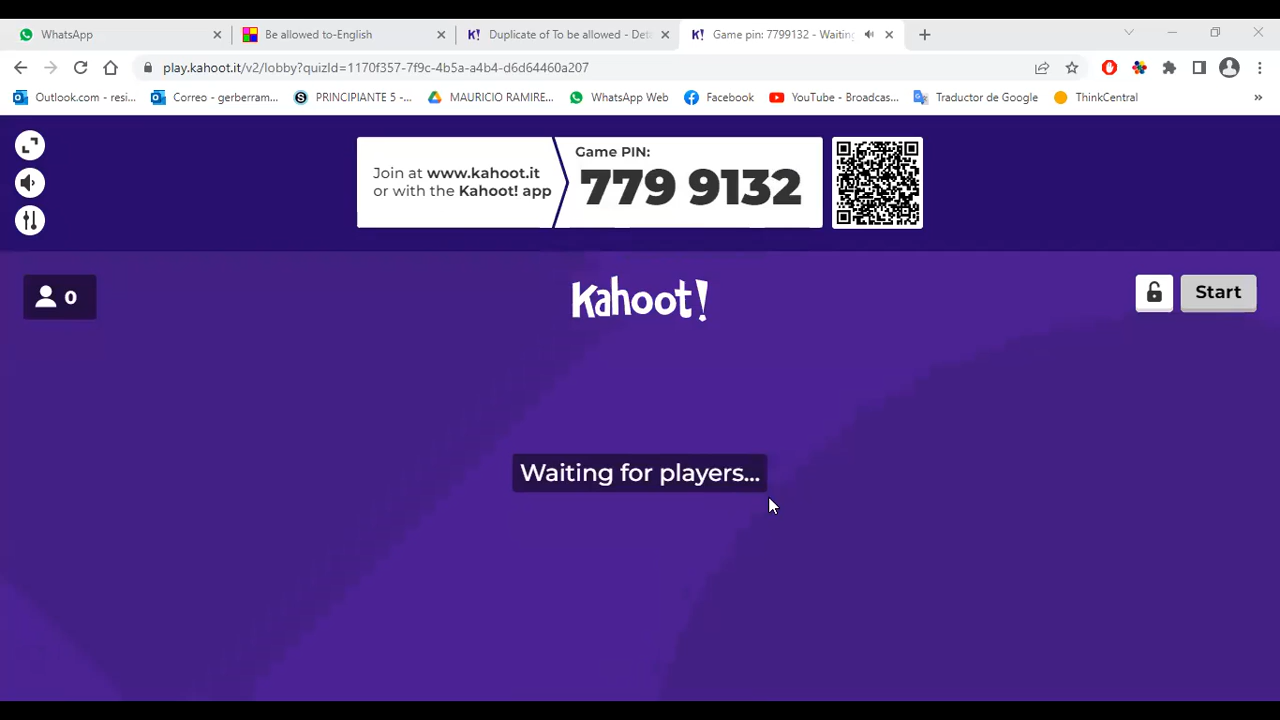 WhatsApp
Be allowed to-English
Duplicate of To be allowed - Deta
Game pin: 7799132 - Waiting
play.kahoot.it/v2/lobby?quizId=1170f357-7f9c-4b5a-a4b4-d6d64460a207
Outlook.com - resi...
Correo - gerberram...
PRINCIPIANTE 5 -...
MAURICIO RAMIRE...
WhatsApp Web
Facebook
YouTube - Broadcas...
Traductor de Google
ThinkCentral
»
Join at www.kahoot.it
or with the Kahoot! app
Game PIN:
779 9132
0
Kahoot!
Start
Waiting for players...